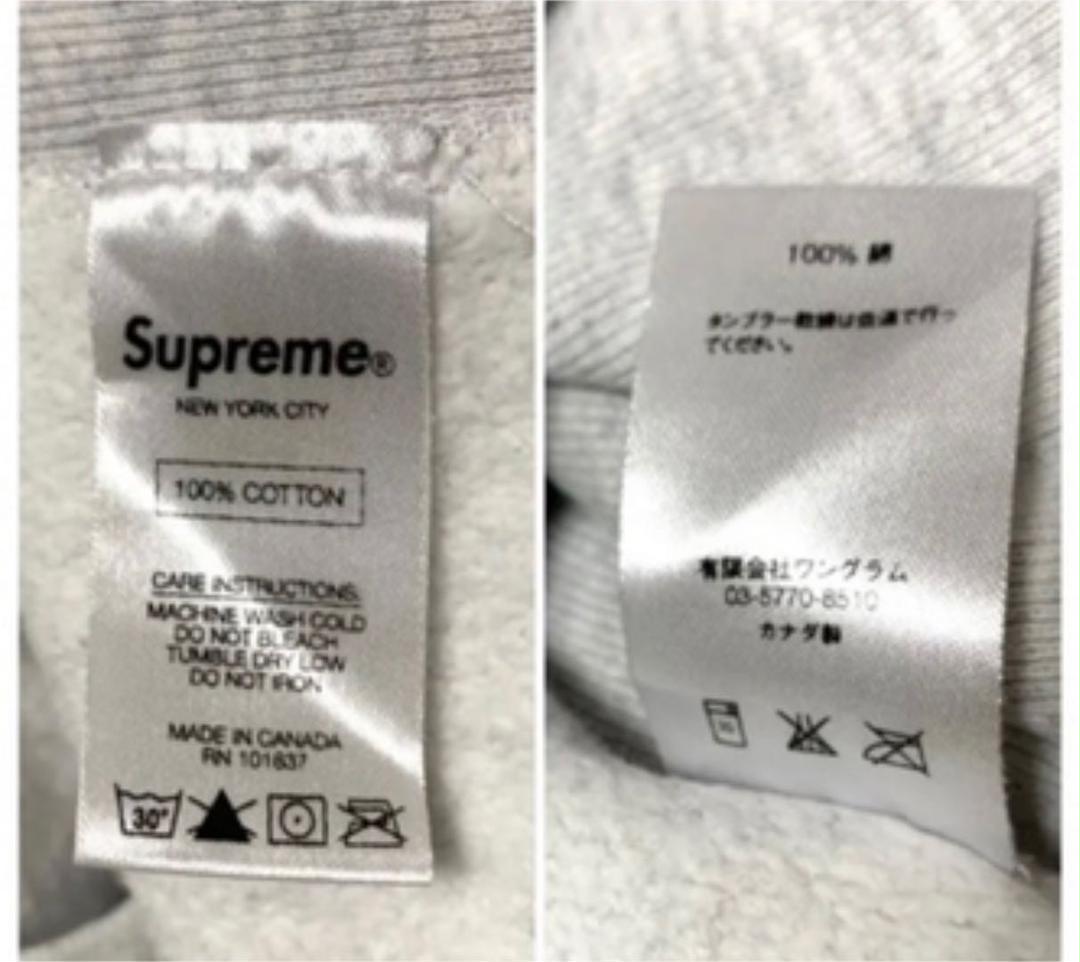 Supreme®
NEW YORK CITY
100% COTTON
CARE INSTRUCTIONS:
MACHINE WASH COLD
DO NOT BLEACH
TUMBLE DRY LOW
DO NOT IRON
MADE IN CANADA
RN 101837
30°
100% 綿
タンブラー乾燥は低温で行っ
てください。
有限会社ワングラム
03-5770-6510
カナダ製